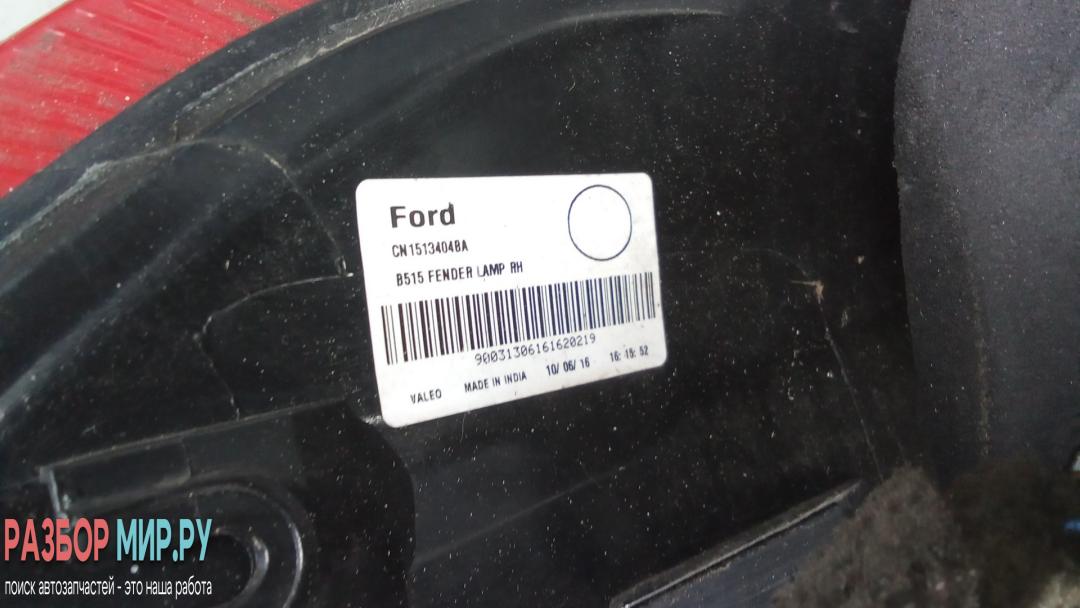 Ford
CN1513404BA
B515 FENDER LAMP RH
90031306161620219
VALEO MADE IN INDIA 10/ 06/ 16 16: 15: 52
РАЗБОР МИР.РУ
поиск автозапчастей - это наша работа